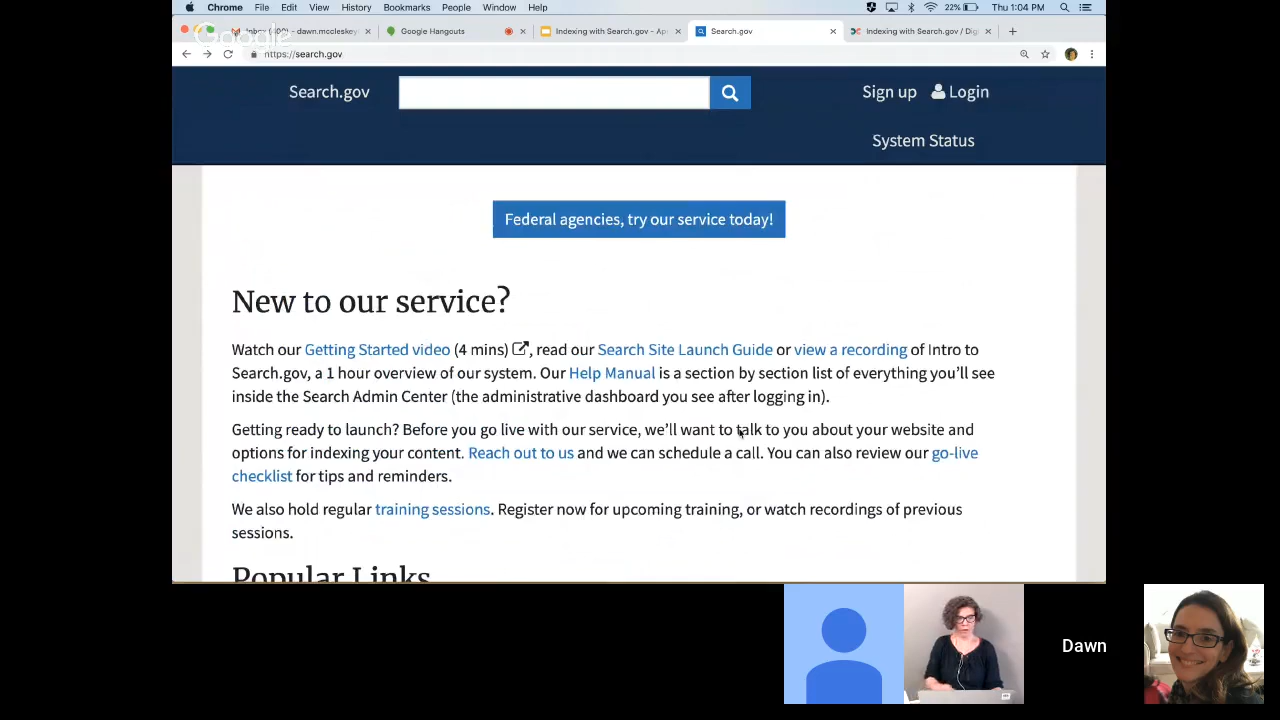 Chrome File Edit View History Bookmarks People Window Help 22% Thu 1:04 PM
dawn.mccleskey Google Hangouts Indexing with Search.gov - Ap Search.gov Indexing with Search.gov / Dig
Google
https://search.gov
Search.gov Sign up Login
System Status
Federal agencies, try our service today!
New to our service?
Watch our Getting Started video (4 mins), read our Search Site Launch Guide or view a recording of Intro to
Search.gov, a 1 hour overview of our system. Our Help Manual is a section by section list of everything you’ll see
inside the Search Admin Center (the administrative dashboard you see after logging in).
Getting ready to launch? Before you go live with our service, we’ll want to talk to you about your website and
options for indexing your content. Reach out to us and we can schedule a call. You can also review our go-live
checklist for tips and reminders.
We also hold regular training sessions. Register now for upcoming training, or watch recordings of previous
sessions.
Popular Links
Dawn